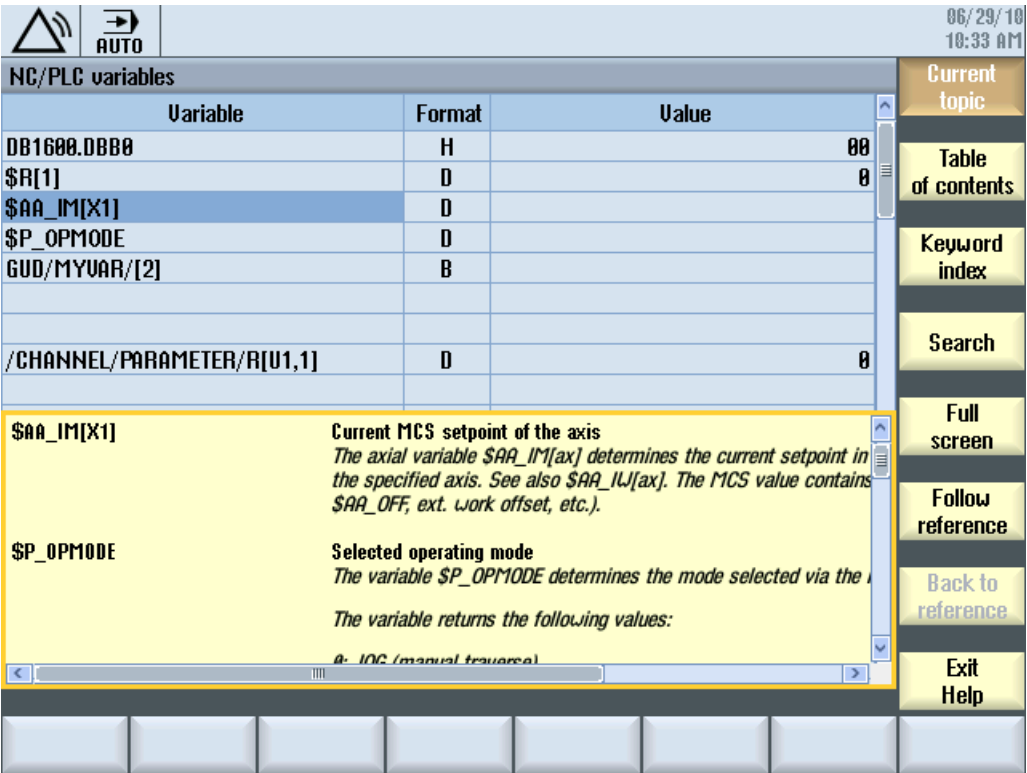 06/29/10
AUTO
10:33 AM
NC/PLC variables
Current
topic
Variable Format Value
DB1600.DBB0 H 00
$R[1] D 0
$AA_IM[X1] D
$P_OPMODE D
GUD/MYVAR/[2] B
/CHANNEL/PARAMETER/R[U1,1] D 0
Table
of contents
Keyword
index
Search
Full
screen
Follow
reference
Back to
reference
Exit
Help
$AA_IM[X1] Current MCS setpoint of the axis
The axial variable $AA_IM[ax] determines the current setpoint in
the specified axis. See also $AA_IW[ax]. The MCS value contains
$AA_OFF, ext. work offset, etc.).
$P_OPMODE Selected operating mode
The variable $P_OPMODE determines the mode selected via the
The variable returns the following values:
0: JOG (manual traverse)